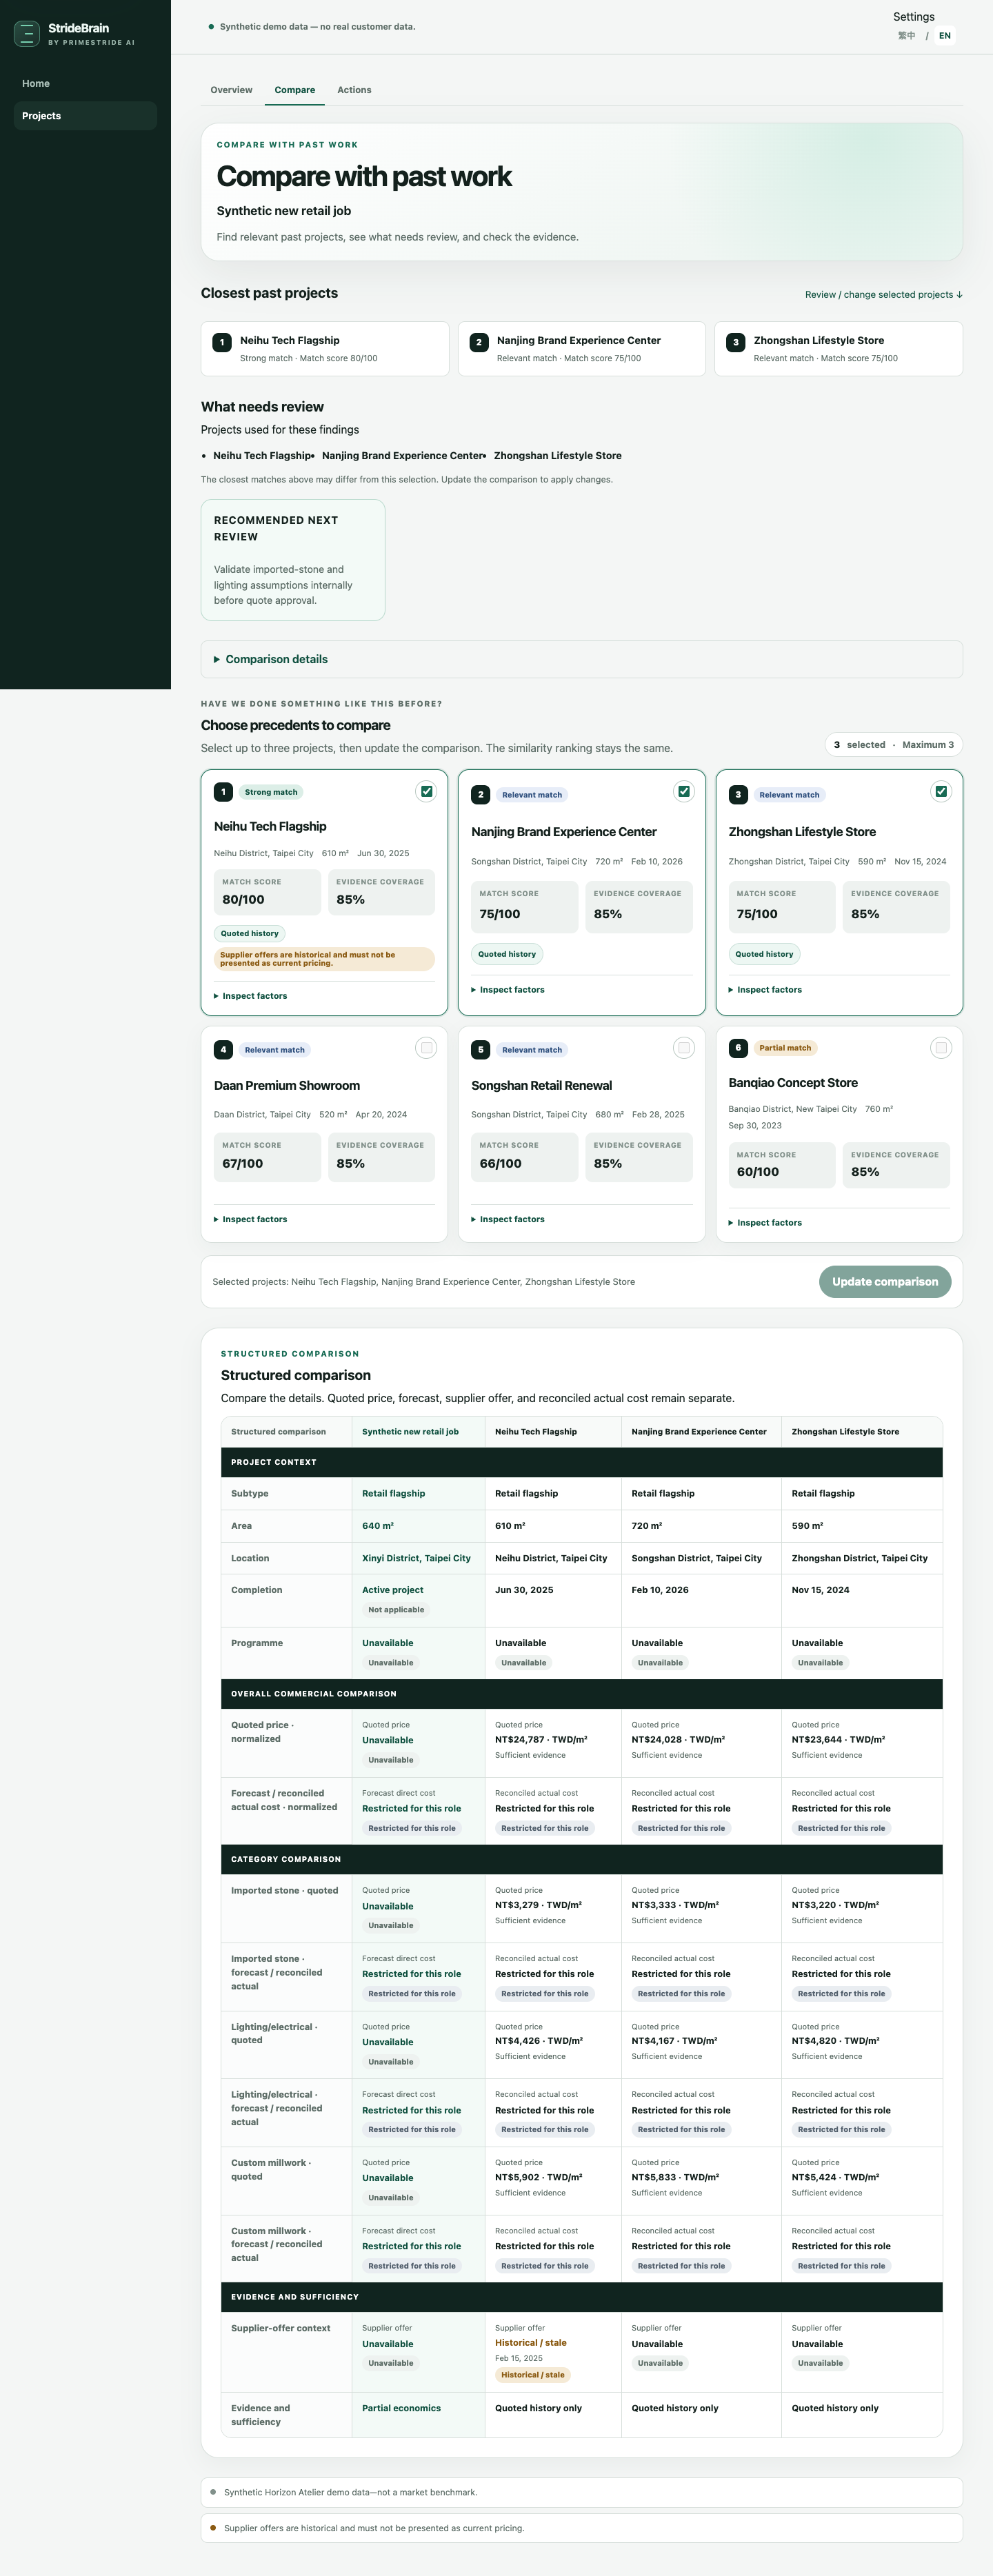 StrideBrain
BY PRIMESTRIDE AI
Home
Projects
Synthetic demo data — no real customer data.
Settings
繁中 / EN
Overview Compare Actions
COMPARE WITH PAST WORK
Compare with past work
Synthetic new retail job
Find relevant past projects, see what needs review, and check the evidence.
Closest past projects
Review / change selected projects ↓
1 Neihu Tech Flagship
Strong match · Match score 80/100
2 Nanjing Brand Experience Center
Relevant match · Match score 75/100
3 Zhongshan Lifestyle Store
Relevant match · Match score 75/100
What needs review
Projects used for these findings
• Neihu Tech Flagship • Nanjing Brand Experience Center • Zhongshan Lifestyle Store
The closest matches above may differ from this selection. Update the comparison to apply changes.
RECOMMENDED NEXT
REVIEW
Validate imported-stone and
lighting assumptions internally
before quote approval.
▶ Comparison details
HAVE WE DONE SOMETHING LIKE THIS BEFORE?
Choose precedents to compare
Select up to three projects, then update the comparison. The similarity ranking stays the same.
3 selected · Maximum 3
1 Strong match
Neihu Tech Flagship
Neihu District, Taipei City 610 m² Jun 30, 2025
MATCH SCORE
80/100
EVIDENCE COVERAGE
85%
Quoted history
Supplier offers are historical and must not be
presented as current pricing.
▶ Inspect factors
2 Relevant match
Nanjing Brand Experience Center
Songshan District, Taipei City 720 m² Feb 10, 2026
MATCH SCORE
75/100
EVIDENCE COVERAGE
85%
Quoted history
▶ Inspect factors
3 Relevant match
Zhongshan Lifestyle Store
Zhongshan District, Taipei City 590 m² Nov 15, 2024
MATCH SCORE
75/100
EVIDENCE COVERAGE
85%
Quoted history
▶ Inspect factors
4 Relevant match
Daan Premium Showroom
Daan District, Taipei City 520 m² Apr 20, 2024
MATCH SCORE
67/100
EVIDENCE COVERAGE
85%
▶ Inspect factors
5 Relevant match
Songshan Retail Renewal
Songshan District, Taipei City 680 m² Feb 28, 2025
MATCH SCORE
66/100
EVIDENCE COVERAGE
85%
▶ Inspect factors
6 Partial match
Banqiao Concept Store
Banqiao District, New Taipei City 760 m²
Sep 30, 2023
MATCH SCORE
60/100
EVIDENCE COVERAGE
85%
▶ Inspect factors
Selected projects: Neihu Tech Flagship, Nanjing Brand Experience Center, Zhongshan Lifestyle Store
Update comparison
STRUCTURED COMPARISON
Structured comparison
Compare the details. Quoted price, forecast, supplier offer, and reconciled actual cost remain separate.
Structured comparison Synthetic new retail job Neihu Tech Flagship Nanjing Brand Experience Center Zhongshan Lifestyle Store
PROJECT CONTEXT
Subtype Retail flagship Retail flagship Retail flagship Retail flagship
Area 640 m² 610 m² 720 m² 590 m²
Location Xinyi District, Taipei City Neihu District, Taipei City Songshan District, Taipei City Zhongshan District, Taipei City
Completion Active project Jun 30, 2025 Feb 10, 2026 Nov 15, 2024
Not applicable
Programme Unavailable Unavailable Unavailable Unavailable
Unavailable Unavailable Unavailable Unavailable
OVERALL COMMERCIAL COMPARISON
Quoted price · Quoted price Quoted price Quoted price Quoted price
normalized Unavailable NT$24,787 · TWD/m² NT$24,028 · TWD/m² NT$23,644 · TWD/m²
Unavailable Sufficient evidence Sufficient evidence Sufficient evidence
Forecast / reconciled Forecast direct cost Reconciled actual cost Reconciled actual cost Reconciled actual cost
actual cost · normalized Restricted for this role Restricted for this role Restricted for this role Restricted for this role
Restricted for this role Restricted for this role Restricted for this role Restricted for this role
CATEGORY COMPARISON
Imported stone · quoted Quoted price Quoted price Quoted price Quoted price
Unavailable NT$3,279 · TWD/m² NT$3,333 · TWD/m² NT$3,220 · TWD/m²
Unavailable Sufficient evidence Sufficient evidence Sufficient evidence
Imported stone · Forecast direct cost Reconciled actual cost Reconciled actual cost Reconciled actual cost
forecast / reconciled Restricted for this role Restricted for this role Restricted for this role Restricted for this role
actual Restricted for this role Restricted for this role Restricted for this role Restricted for this role
Lighting/electrical · Quoted price Quoted price Quoted price Quoted price
quoted Unavailable NT$4,426 · TWD/m² NT$4,167 · TWD/m² NT$4,820 · TWD/m²
Unavailable Sufficient evidence Sufficient evidence Sufficient evidence
Lighting/electrical · Forecast direct cost Reconciled actual cost Reconciled actual cost Reconciled actual cost
forecast / reconciled Restricted for this role Restricted for this role Restricted for this role Restricted for this role
actual Restricted for this role Restricted for this role Restricted for this role Restricted for this role
Custom millwork · Quoted price Quoted price Quoted price Quoted price
quoted Unavailable NT$5,902 · TWD/m² NT$5,833 · TWD/m² NT$5,424 · TWD/m²
Unavailable Sufficient evidence Sufficient evidence Sufficient evidence
Custom millwork · Forecast direct cost Reconciled actual cost Reconciled actual cost Reconciled actual cost
forecast / reconciled Restricted for this role Restricted for this role Restricted for this role Restricted for this role
actual Restricted for this role Restricted for this role Restricted for this role Restricted for this role
EVIDENCE AND SUFFICIENCY
Supplier-offer context Supplier offer Supplier offer Supplier offer Supplier offer
Unavailable Historical / stale Unavailable Unavailable
Unavailable Feb 15, 2025 Unavailable Unavailable
Historical / stale
Evidence and Partial economics Quoted history only Quoted history only Quoted history only
sufficiency
Synthetic Horizon Atelier demo data—not a market benchmark.
Supplier offers are historical and must not be presented as current pricing.